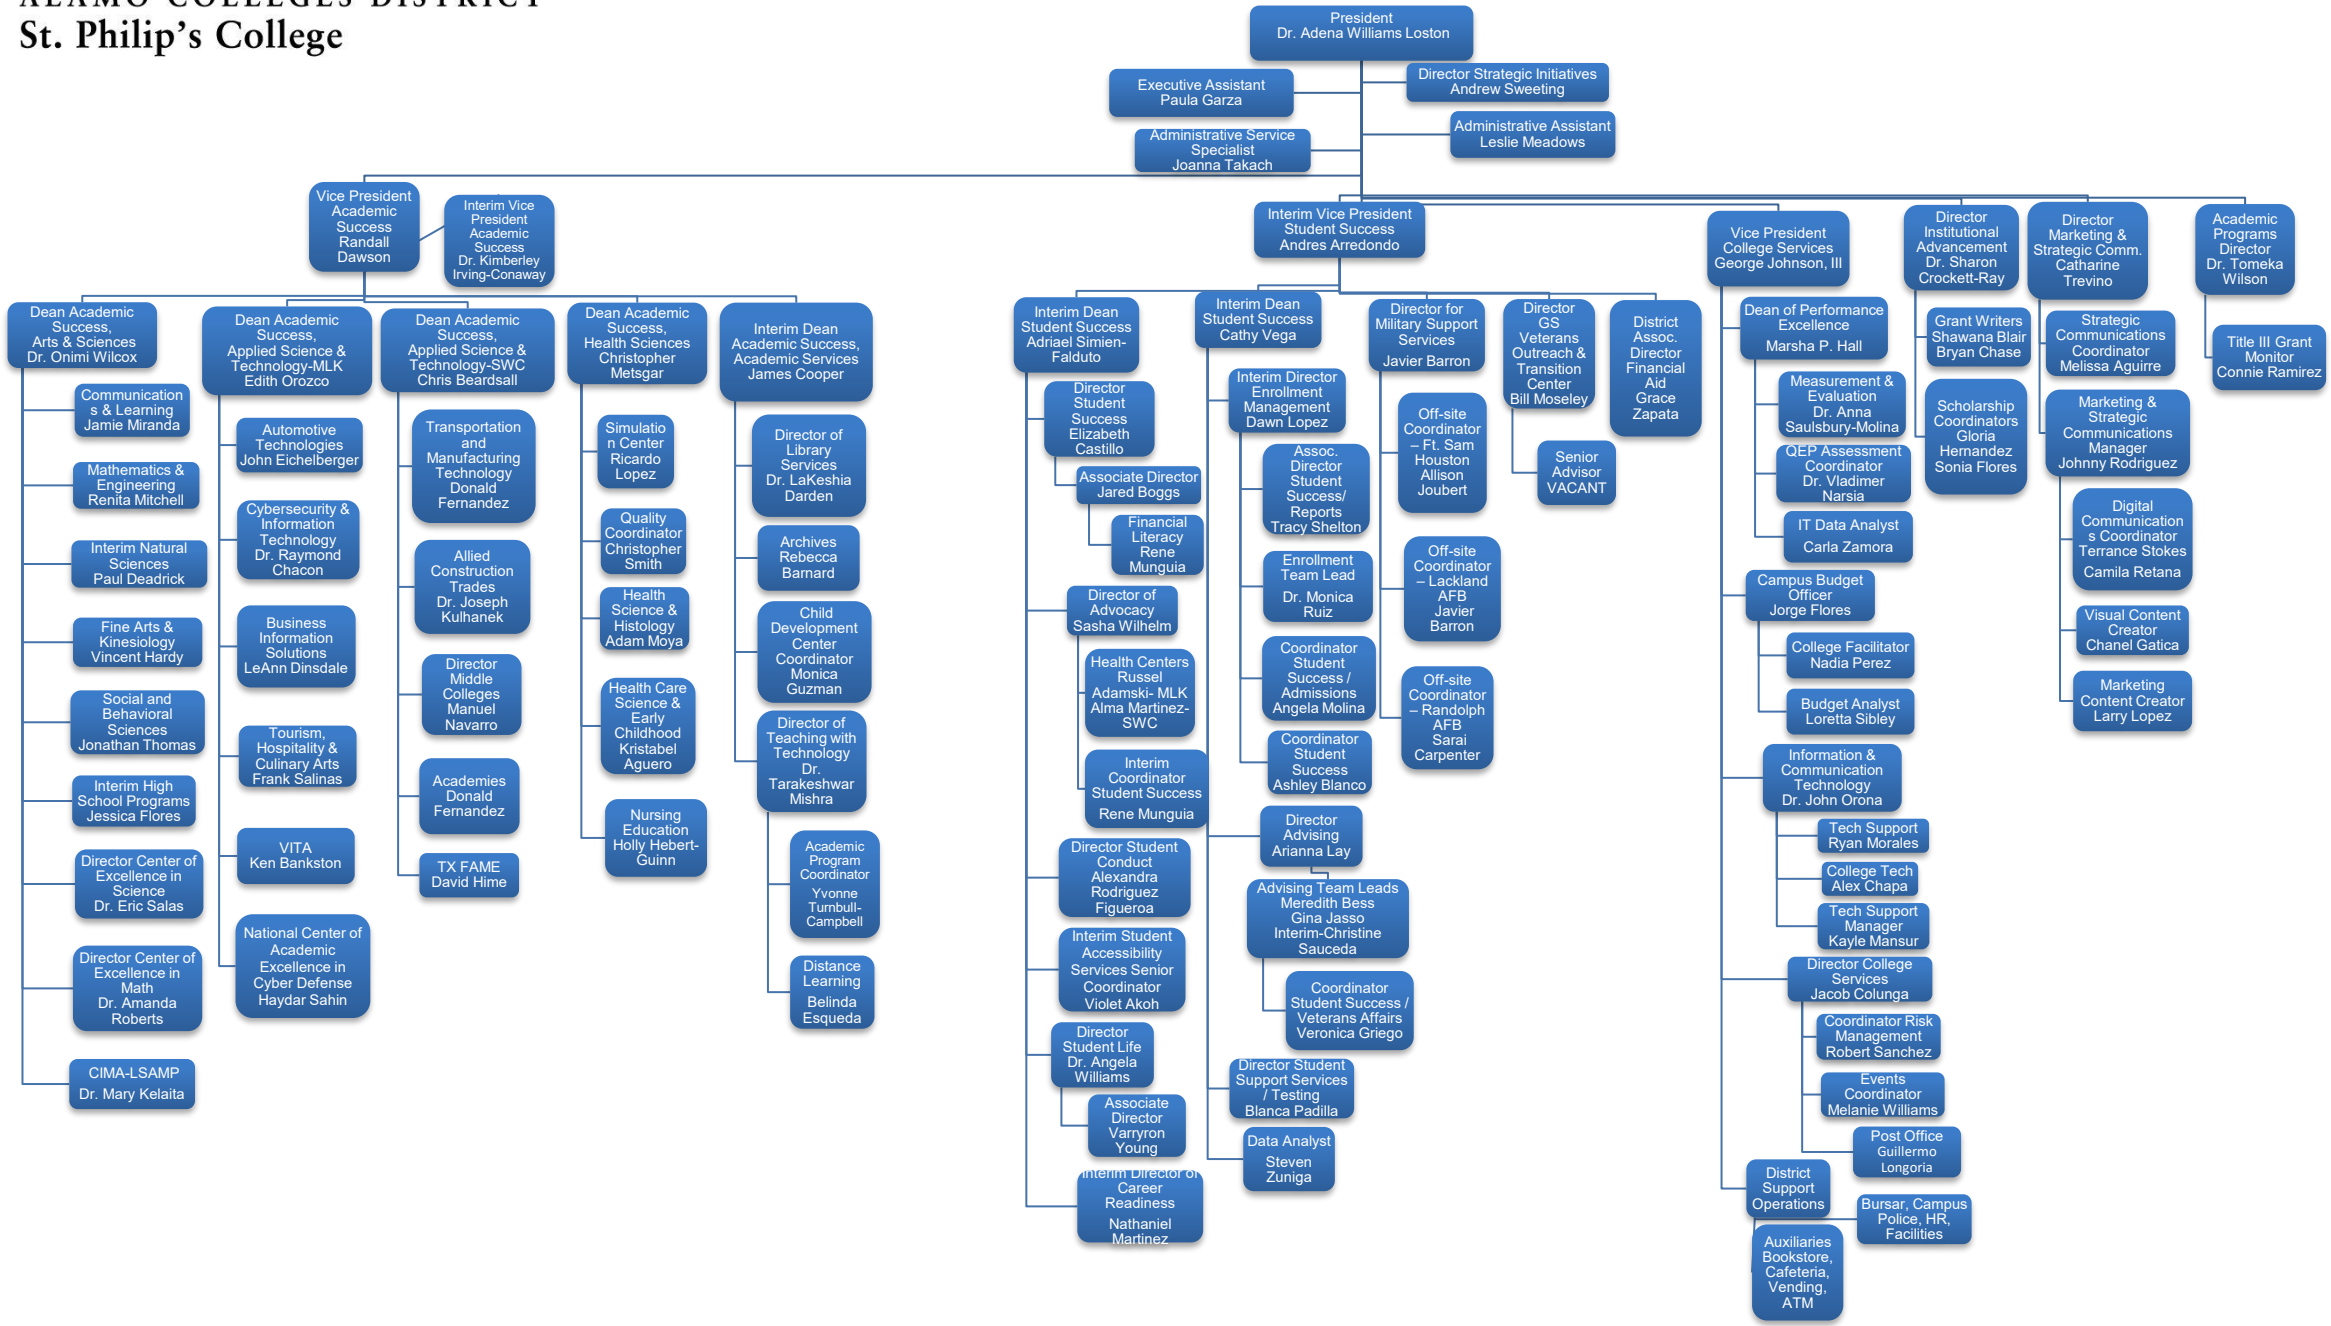 ALAMO COLLEGES DISTRICT
St. Philip's College
President
Dr. Adena Williams Loston
Executive Assistant
Paula Garza
Director Strategic Initiatives
Andrew Sweeting
Administrative Service
Specialist
Joanna Takach
Administrative Assistant
Leslie Meadows
Vice President
Academic
Success
Randall
Dawson
Interim Vice
President
Academic
Success
Dr. Kimberley
Irving-Conaway
Dean Academic
Success,
Arts & Sciences
Dr. Onimi Wilcox
Communication
s & Learning
Jamie Miranda
Mathematics &
Engineering
Renita Mitchell
Interim Natural
Sciences
Paul Deadrick
Fine Arts &
Kinesiology
Vincent Hardy
Social and
Behavioral
Sciences
Jonathan Thomas
Interim High
School Programs
Jessica Flores
Director Center of
Excellence in
Science
Dr. Eric Salas
Director Center of
Excellence in
Math
Dr. Amanda
Roberts
CIMA-LSAMP
Dr. Mary Kelaita
Dean Academic
Success,
Applied Science &
Technology-MLK
Edith Orozco
Automotive
Technologies
John Eichelberger
Cybersecurity &
Information
Technology
Dr. Raymond
Chacon
Business
Information
Solutions
LeAnn Dinsdale
Tourism,
Hospitality &
Culinary Arts
Frank Salinas
VITA
Ken Bankston
National Center of
Academic
Excellence in
Cyber Defense
Haydar Sahin
Dean Academic
Success,
Applied Science &
Technology-SWC
Chris Beardsall
Transportation
and
Manufacturing
Technology
Donald
Fernandez
Allied
Construction
Trades
Dr. Joseph
Kulhanek
Director
Middle
Colleges
Manuel
Navarro
Academies
Donald
Fernandez
TX FAME
David Hime
Dean Academic
Success,
Health Sciences
Christopher
Metsgar
Simulatio
n Center
Ricardo
Lopez
Quality
Coordinator
Christopher
Smith
Health
Science &
Histology
Adam Moya
Health Care
Science &
Early
Childhood
Kristabel
Aguero
Nursing
Education
Holly Hebert-
Guinn
Interim Dean
Academic Success,
Academic Services
James Cooper
Director of
Library
Services
Dr. LaKeshia
Darden
Archives
Rebecca
Barnard
Child
Development
Center
Coordinator
Monica
Guzman
Director of
Teaching with
Technology
Dr.
Tarakeshwar
Mishra
Academic
Program
Coordinator
Yvonne
Turnbull-
Campbell
Distance
Learning
Belinda
Esqueda
Interim Vice President
Student Success
Andres Arredondo
Interim Dean
Student Success
Adriael Simien-
Falduto
Director
Student
Success
Elizabeth
Castillo
Associate Director
Jared Boggs
Financial
Literacy
Rene
Munguia
Director of
Advocacy
Sasha Wilhelm
Health Centers
Russel
Adamski- MLK
Alma Martinez-
SWC
Interim
Coordinator
Student Success
Rene Munguia
Director Student
Conduct
Alexandra
Rodriguez
Figueroa
Interim Student
Accessibility
Services Senior
Coordinator
Violet Akoh
Director
Student Life
Dr. Angela
Williams
Associate
Director
Varryron
Young
Interim Director of
Career
Readiness
Nathaniel
Martinez
Interim Dean
Student Success
Cathy Vega
Interim Director
Enrollment
Management
Dawn Lopez
Assoc.
Director
Student
Success/
Reports
Tracy Shelton
Enrollment
Team Lead
Dr. Monica
Ruiz
Coordinator
Student
Success /
Admissions
Angela Molina
Coordinator
Student
Success
Ashley Blanco
Director
Advising
Arianna Lay
Advising Team Leads
Meredith Bess
Gina Jasso
Interim-Christine
Sauceda
Coordinator
Student Success /
Veterans Affairs
Veronica Griego
Director Student
Support Services
/ Testing
Blanca Padilla
Data Analyst
Steven
Zuniga
Director for
Military Support
Services
Javier Barron
Off-site
Coordinator
– Ft. Sam
Houston
Allison
Joubert
Off-site
Coordinator
– Lackland
AFB
Javier
Barron
Off-site
Coordinator
– Randolph
AFB
Sarai
Carpenter
Director
GS
Veterans
Outreach &
Transition
Center
Bill Moseley
Senior
Advisor
VACANT
District
Assoc.
Director
Financial
Aid
Grace
Zapata
Vice President
College Services
George Johnson, III
Dean of Performance
Excellence
Marsha P. Hall
Measurement &
Evaluation
Dr. Anna
Saulsbury-Molina
QEP Assessment
Coordinator
Dr. Vladimer
Narsia
IT Data Analyst
Carla Zamora
Campus Budget
Officer
Jorge Flores
College Facilitator
Nadia Perez
Budget Analyst
Loretta Sibley
Information &
Communication
Technology
Dr. John Orona
Tech Support
Ryan Morales
College Tech
Alex Chapa
Tech Support
Manager
Kayle Mansur
Director College
Services
Jacob Colunga
Coordinator Risk
Management
Robert Sanchez
Events
Coordinator
Melanie Williams
Post Office
Guillermo
Longoria
District
Support
Operations
Bursar, Campus
Police, HR,
Facilities
Auxiliaries
Bookstore,
Cafeteria,
Vending,
ATM
Director
Institutional
Advancement
Dr. Sharon
Crockett-Ray
Grant Writers
Shawana Blair
Bryan Chase
Scholarship
Coordinators
Gloria
Hernandez
Sonia Flores
Director
Marketing &
Strategic Comm.
Catharine
Trevino
Strategic
Communications
Coordinator
Melissa Aguirre
Marketing &
Strategic
Communications
Manager
Johnny Rodriguez
Digital
Communication
s Coordinator
Terrance Stokes
Camila Retana
Visual Content
Creator
Chanel Gatica
Marketing
Content Creator
Larry Lopez
Academic
Programs
Director
Dr. Tomeka
Wilson
Title III Grant
Monitor
Connie Ramirez